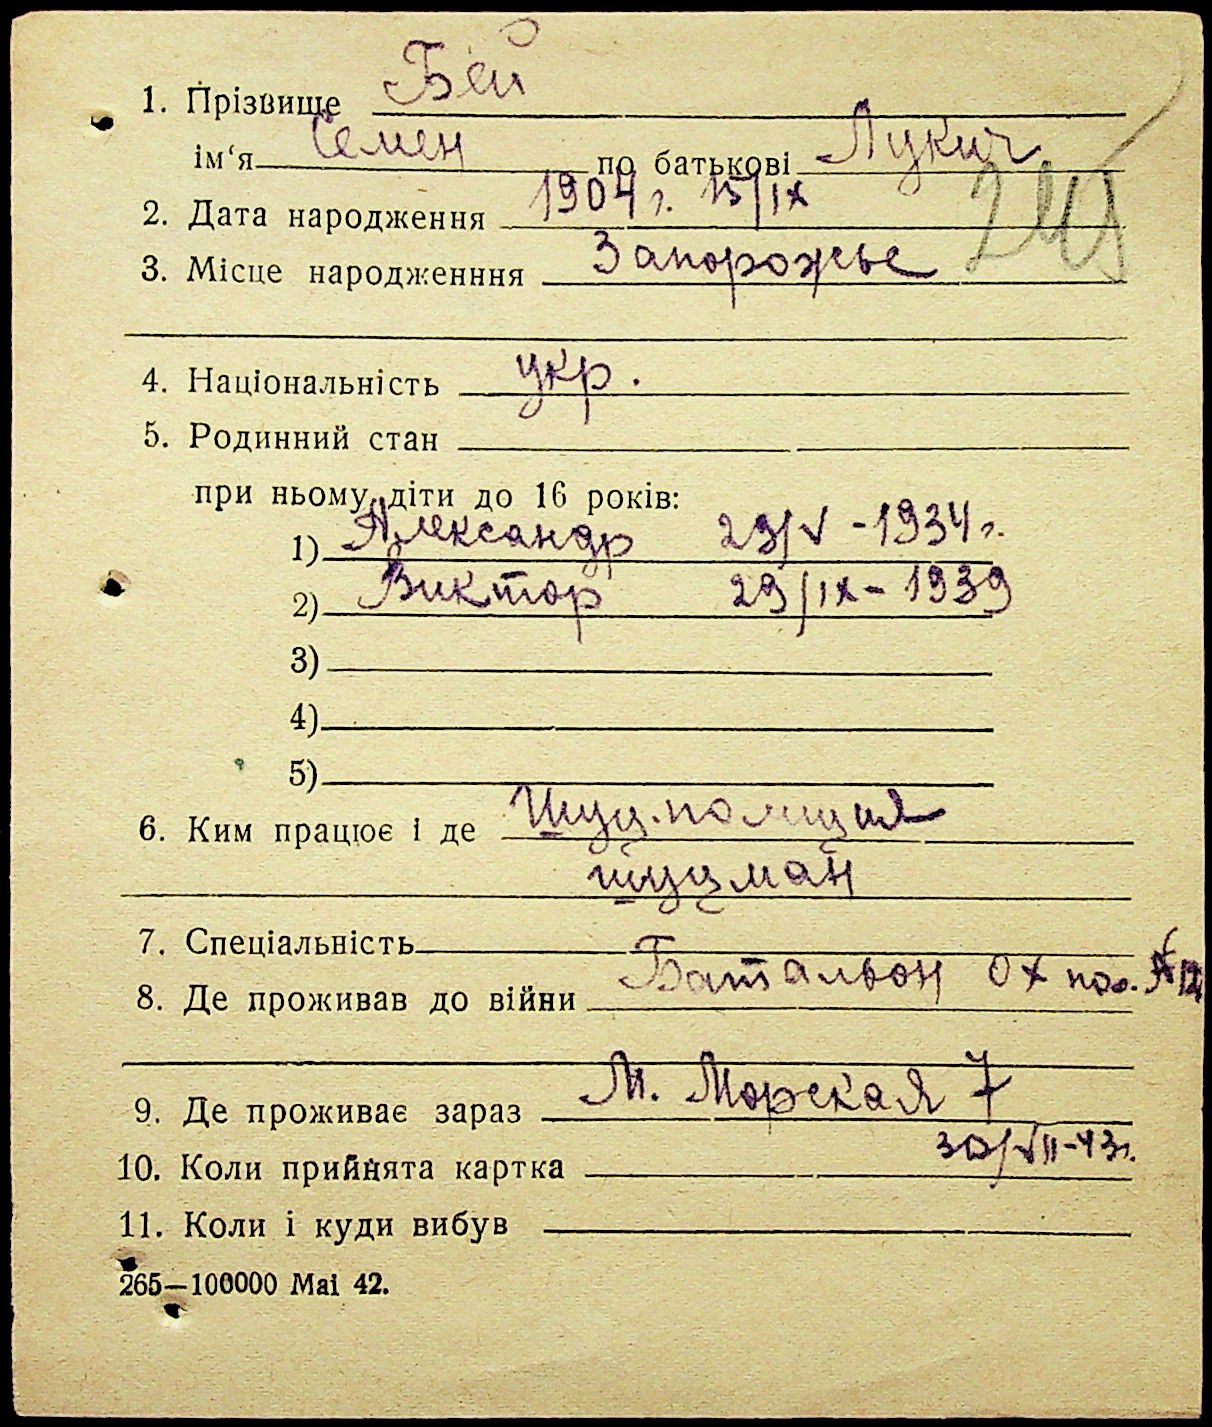 1. Прізвище Бей
ім‘я Семен по батькові Лукич
2. Дата народження 1904 г. 15/IX
3. Місце народженння Запорожье
4. Національність укр.
5. Родинний стан
при ньому діти до 16 років:
1) Александр 29/V - 1934 г.
2) Виктор 29/IX - 1939
3)
4)
5)
6. Ким працює і де Шуц.полиция
шуцман
7. Спеціальність
8. Де проживав до війни Батальон Ох пол. № 12
9. Де проживає зараз М. Морская 7
10. Коли прийнята картка 30/VII-43г.
11. Коли і куди вибув
265—100000 Mai 42.